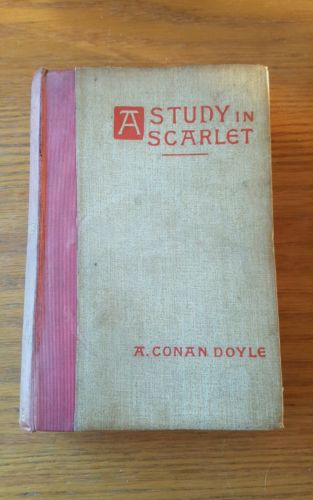 A STUDY IN
SCARLET
A. CONAN DOYLE